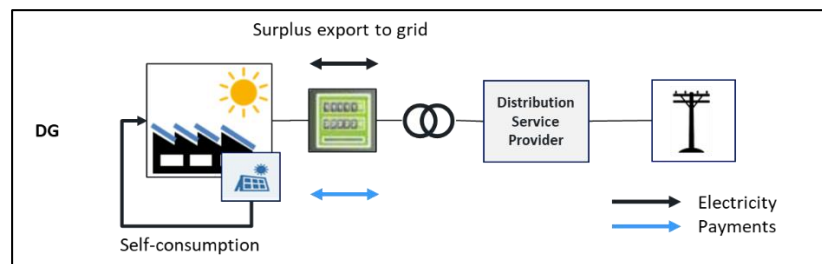 Surplus export to grid
DG
Distribution
Service
Provider
Electricity
Payments
Self-consumption